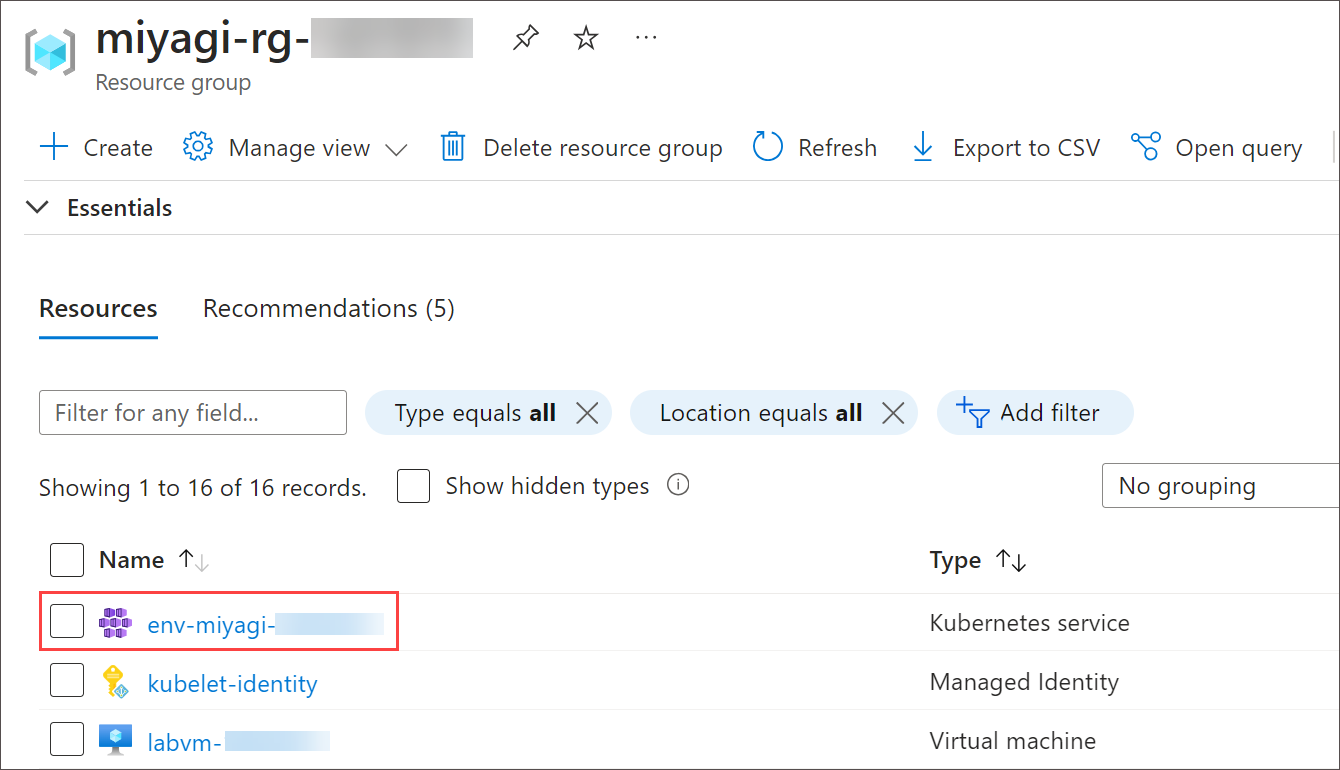 miyagi-rg-
Resource group
Create Manage view Delete resource group Refresh Export to CSV Open query
Essentials
Resources Recommendations (5)
Filter for any field... Type equals all Location equals all Add filter
Showing 1 to 16 of 16 records. Show hidden types No grouping
Name Type
env-miyagi- Kubernetes service
kubelet-identity Managed Identity
labvm- Virtual machine